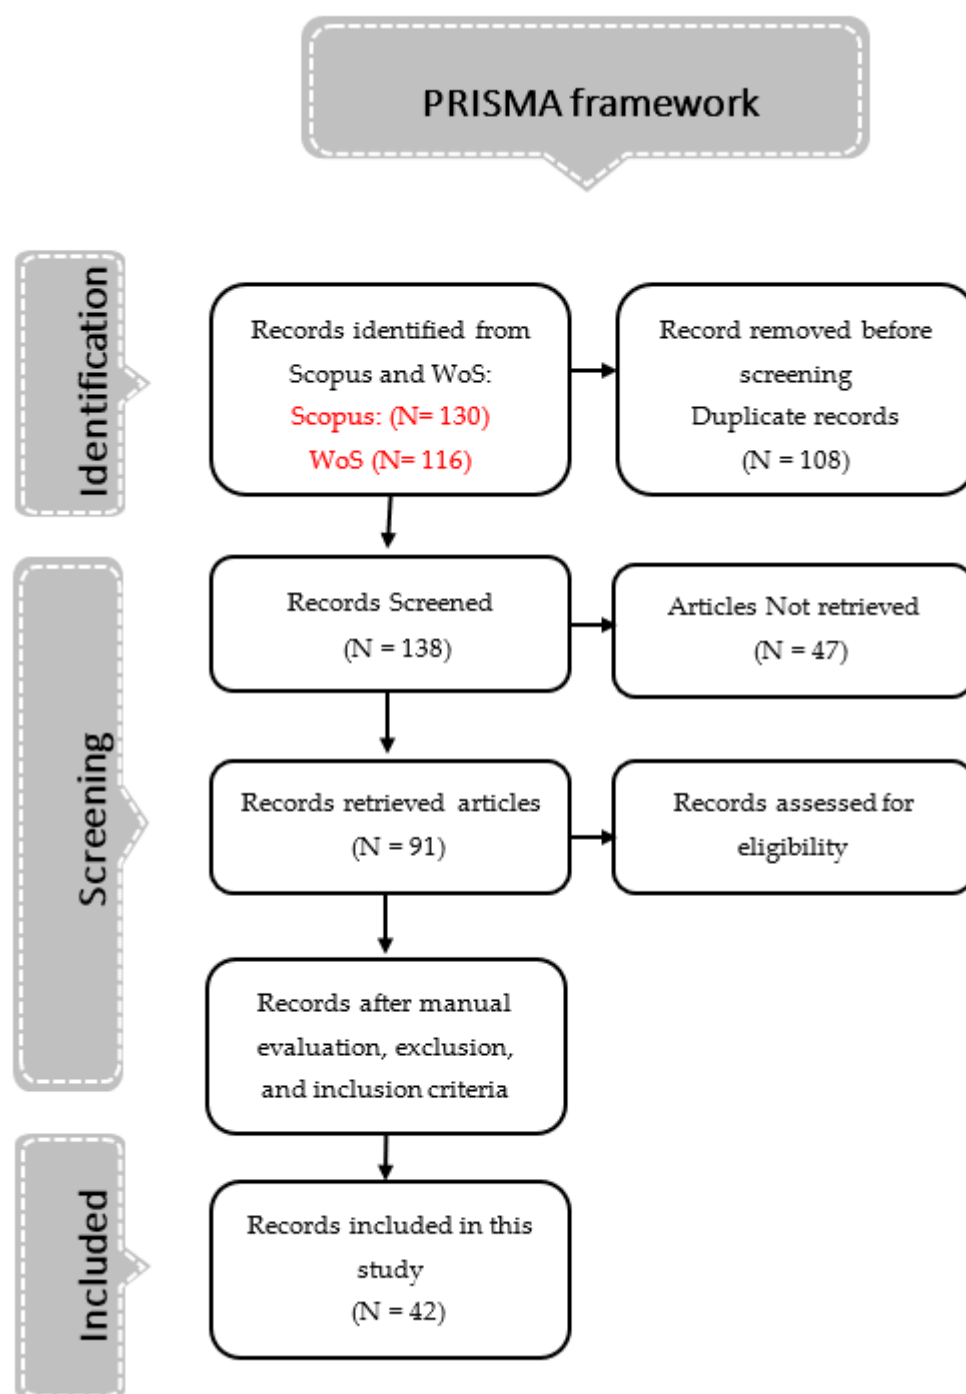 PRISMA framework
Identification
Records identified from
Scopus and WoS:
Scopus: (N= 130)
WoS (N= 116)
Record removed before
screening
Duplicate records
(N = 108)
Screening
Records Screened
(N = 138)
Articles Not retrieved
(N = 47)
Records retrieved articles
(N = 91)
Records assessed for
eligibility
Records after manual
evaluation, exclusion,
and inclusion criteria
Included
Records included in this
study
(N = 42)